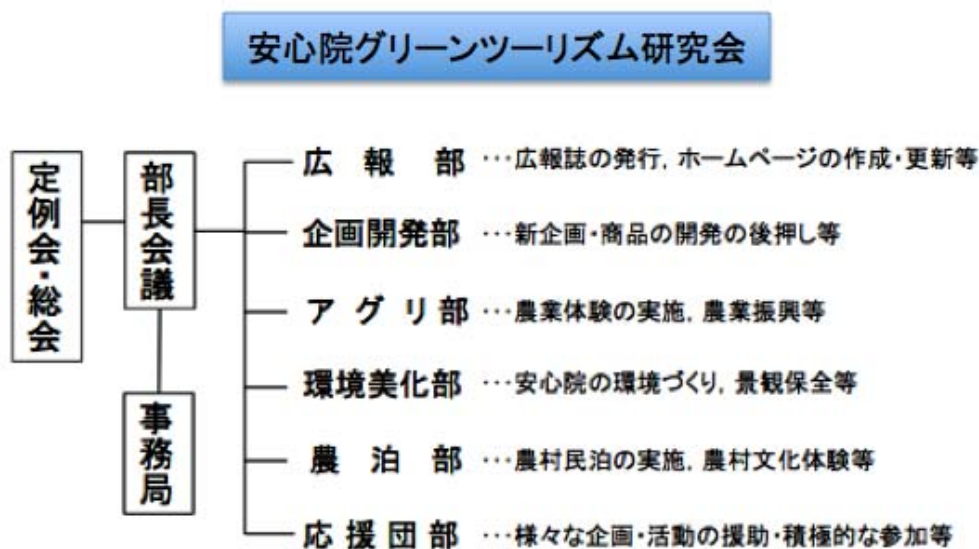 安心院グリーンツーリズム研究会
定例会・総会
部長会議
事務局
広報部 …広報誌の発行, ホームページの作成・更新等
企画開発部 …新企画・商品の開発の後押し等
アグリ部 …農業体験の実施, 農業振興等
環境美化部 …安心院の環境づくり, 景観保全等
農泊部 …農村民泊の実施, 農村文化体験等
応援団部 …様々な企画・活動の援助・積極的な参加等